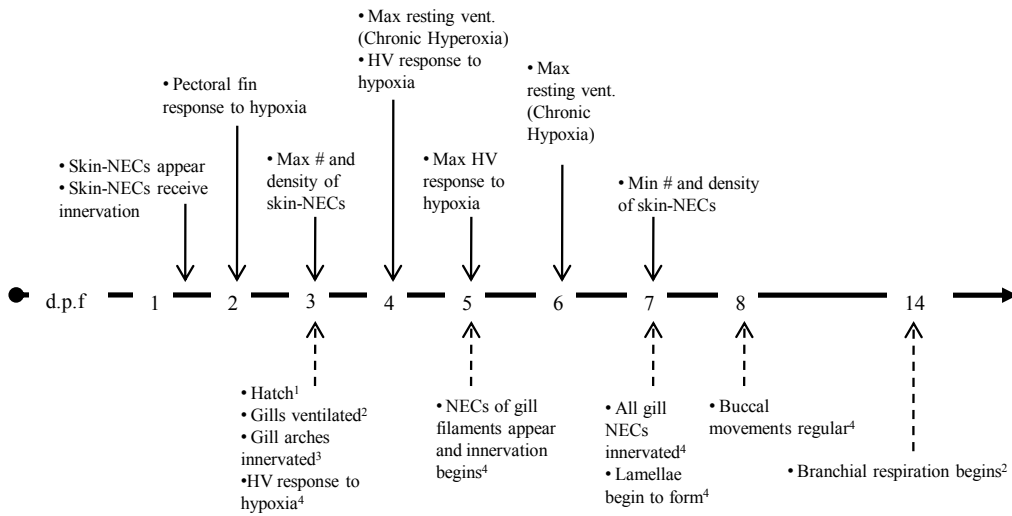 • Max resting vent.
(Chronic Hyperoxia)
• HV response to
hypoxia
• Max
resting vent.
(Chronic
Hypoxia)
• Pectoral fin
response to hypoxia
• Skin-NECs appear
• Skin-NECs receive
innervation
• Max # and
density of
skin-NECs
• Max HV
response to
hypoxia
• Min # and density
of skin-NECs
d.p.f 1 2 3 4 5 6 7 8 14
• Hatch¹
• Gills ventilated²
• Gill arches
innervated³
•HV response to
hypoxia⁴
• NECs of gill
filaments appear
and innervation
begins⁴
• All gill
NECs
innervated⁴
• Lamellae
begin to form⁴
• Buccal
movements regular⁴
• Branchial respiration begins²